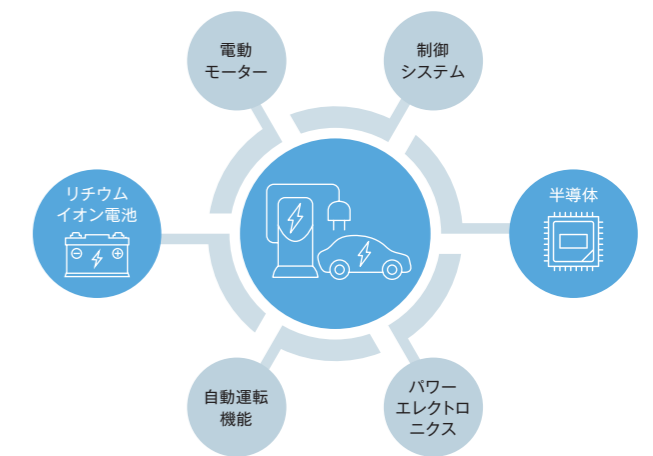 電動
モーター
制御
システム
リチウム
イオン電池
半導体
自動運転
機能
パワー
エレクトロ
ニクス